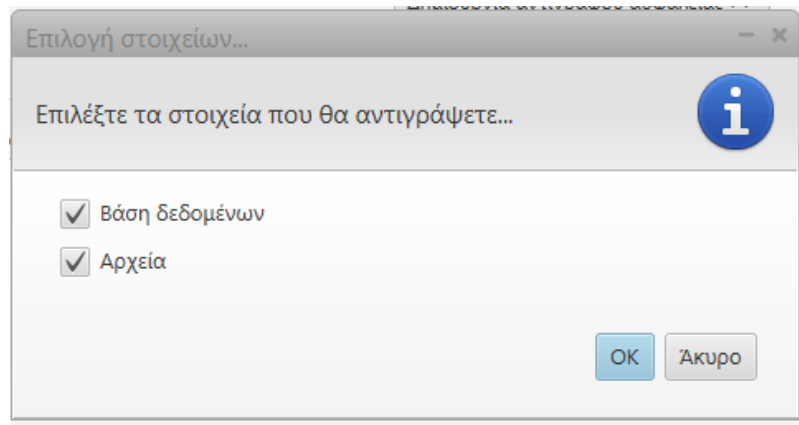 Επιλογή στοιχείων...
Επιλέξτε τα στοιχεία που θα αντιγράψετε...
Βάση δεδομένων
Αρχεία
OK
Άκυρο